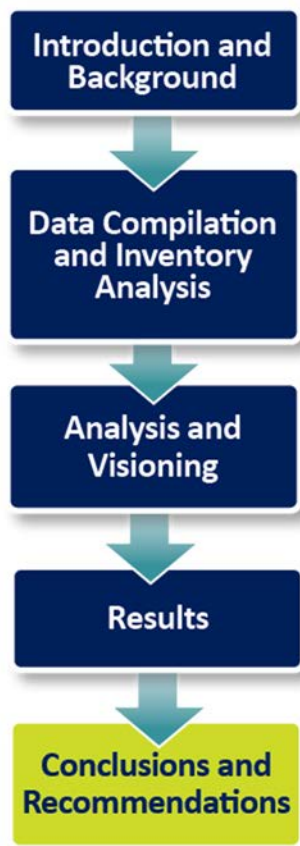 Introduction and
Background
Data Compilation
and Inventory
Analysis
Analysis and
Visioning
Results
Conclusions and
Recommendations